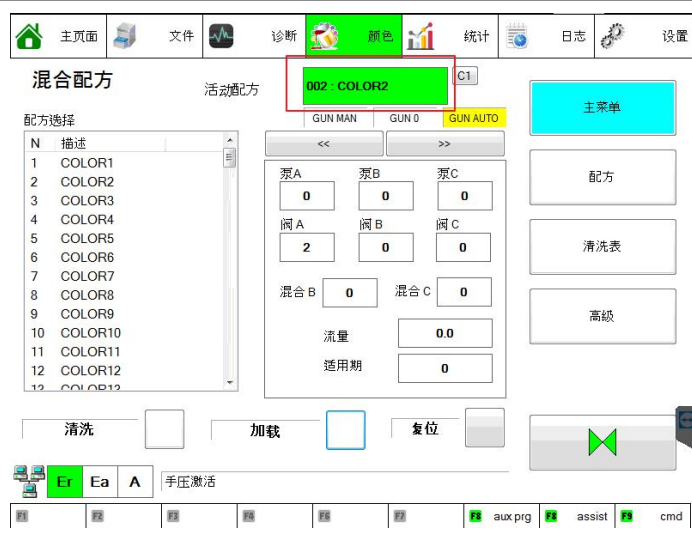 主页面 文件 诊断 颜色 统计 日志 设置
混合配方
活动配方 002 : COLOR2 C1
配方选择
GUN MAN GUN 0 GUN AUTO
N 描述
1 COLOR1
2 COLOR2
3 COLOR3
4 COLOR4
5 COLOR5
6 COLOR6
7 COLOR7
8 COLOR8
9 COLOR9
10 COLOR10
11 COLOR11
12 COLOR12
13 COLOR13
<< >>
泵A 泵B 泵C
0 0 0
阀 A 阀 B 阀 C
2 0 0
混合 B 0 混合 C 0
流量 0.0
适用期 0
主菜单
配方
清洗表
高级
清洗 加载 复位
Er Ea A 手压激活
F1 F2 F3 F4 F6 F7 F8 aux prg F8 assist F9 cmd